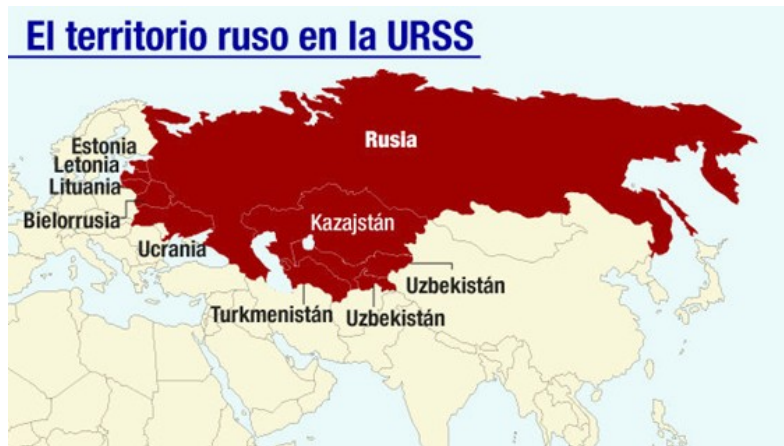 El territorio ruso en la URSS
Rusia
Estonia
Letonia
Lituania
Bielorrusia
Kazajstán
Ucrania
Uzbekistán
Turkmenistán
Uzbekistán